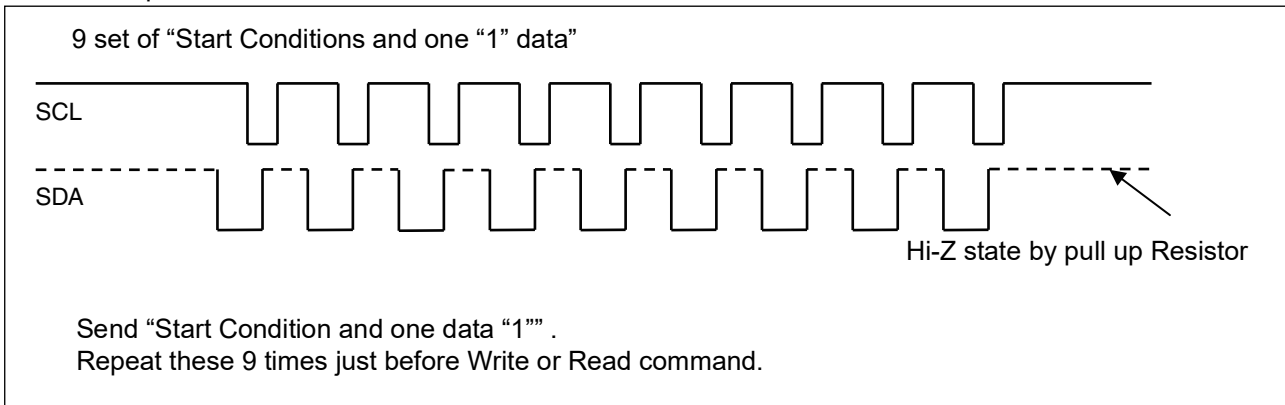 9 set of “Start Conditions and one “1” data”
SCL
SDA
Hi-Z state by pull up Resistor
Send “Start Condition and one data “1”” .
Repeat these 9 times just before Write or Read command.